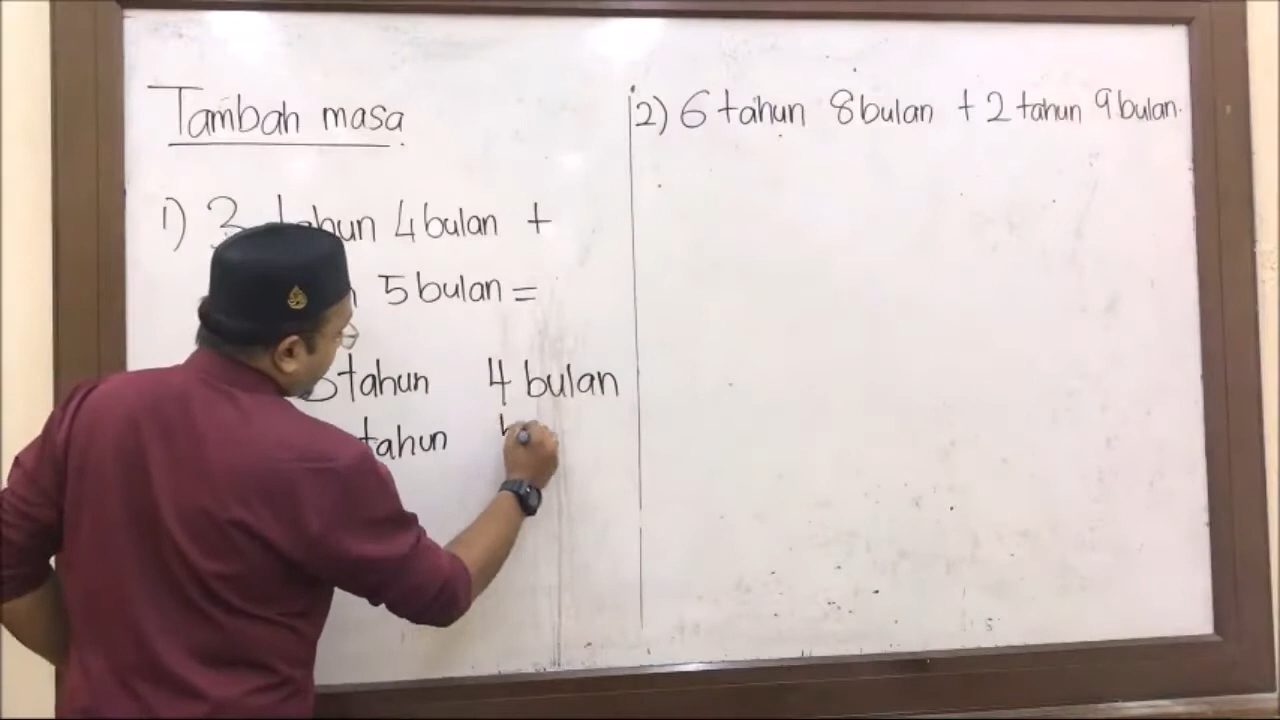 Tambah masa
1) 3 tahun 4 bulan +
5 bulan =
3 tahun 4 bulan
tahun
2) 6 tahun 8 bulan + 2 tahun 9 bulan.